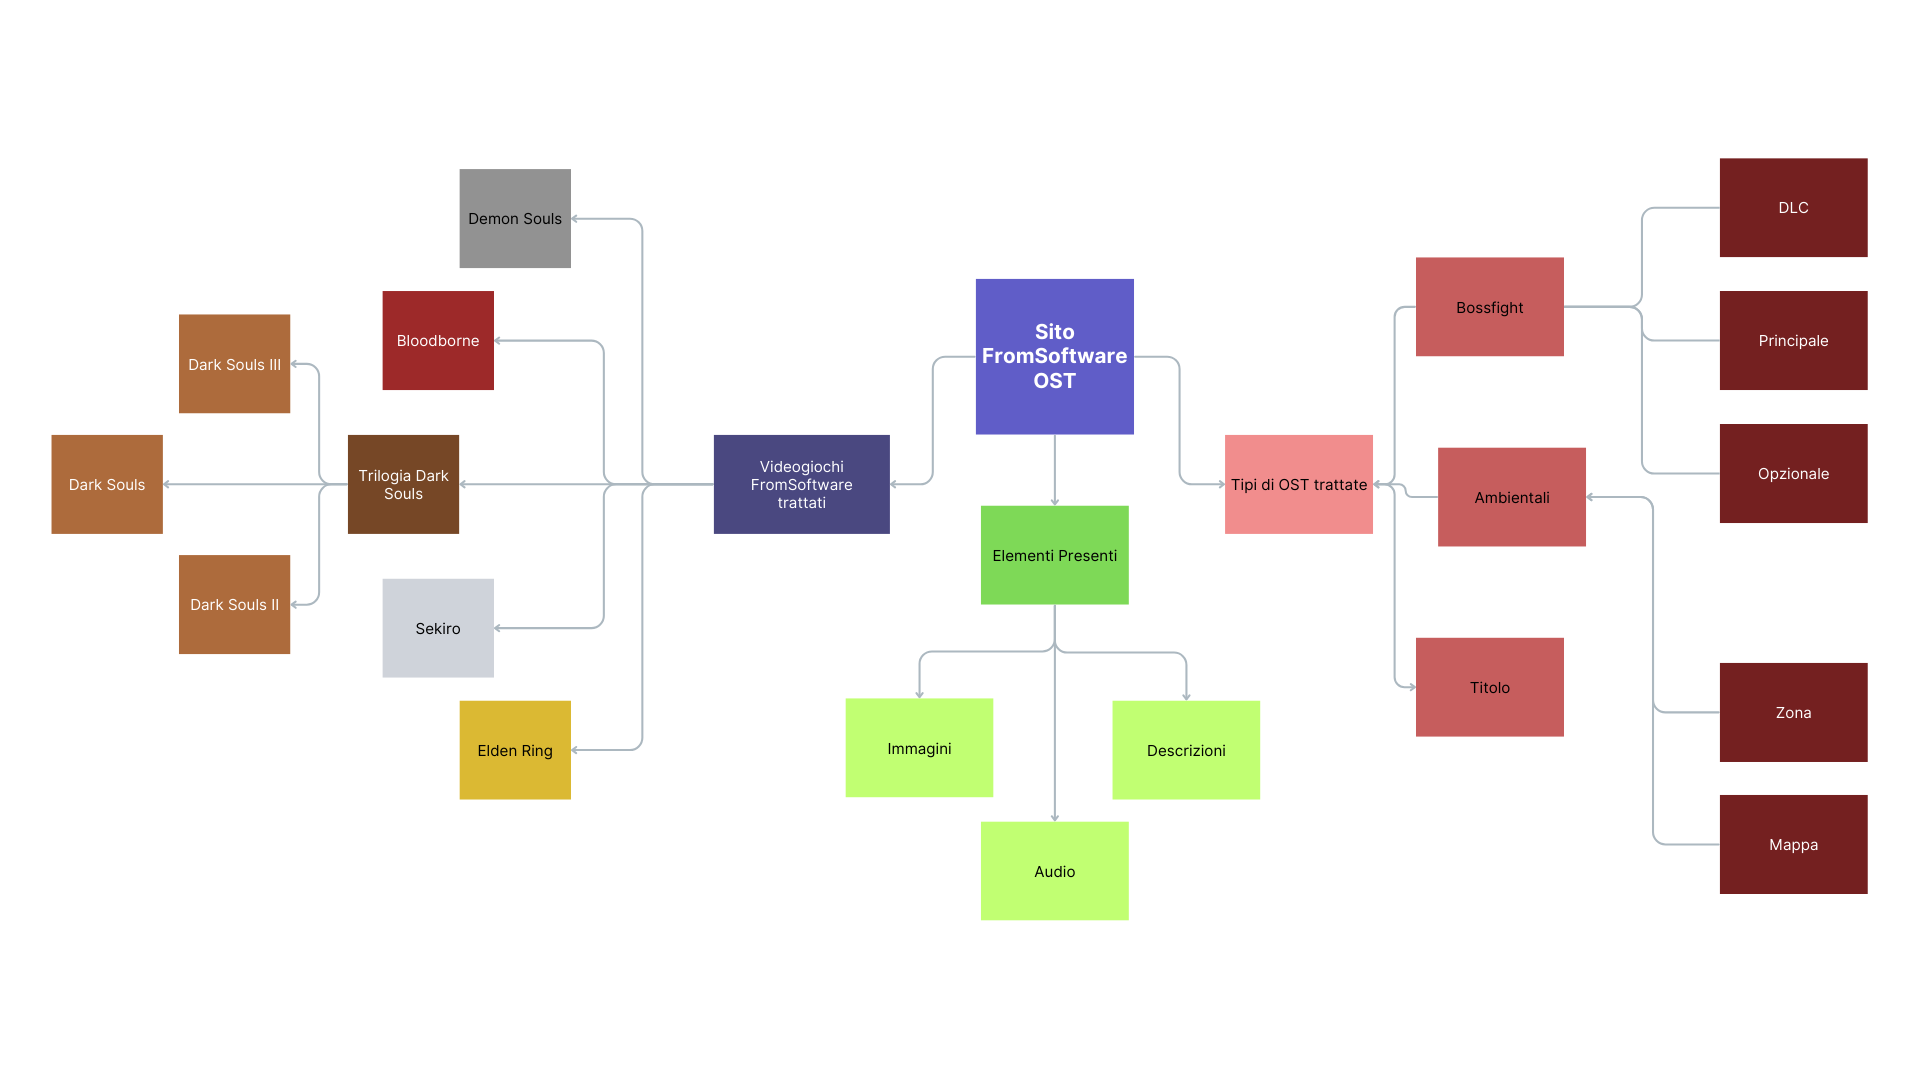 Sito
FromSoftware
OST
Videogiochi
FromSoftware
trattati
Demon Souls
Bloodborne
Trilogia Dark
Souls
Dark Souls III
Dark Souls
Dark Souls II
Sekiro
Elden Ring
Elementi Presenti
Immagini
Audio
Descrizioni
Tipi di OST trattate
Bossfight
DLC
Principale
Opzionale
Ambientali
Zona
Mappa
Titolo